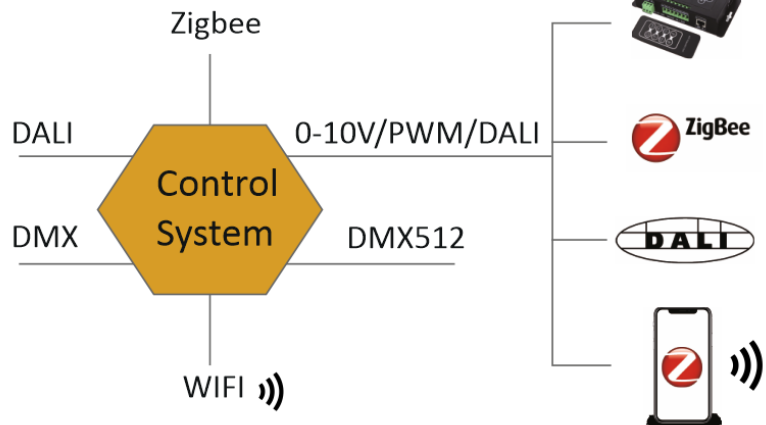 Zigbee
DALI
0-10V/PWM/DALI
ZigBee
Control
System
DMX
DMX512
DALI
WIFI